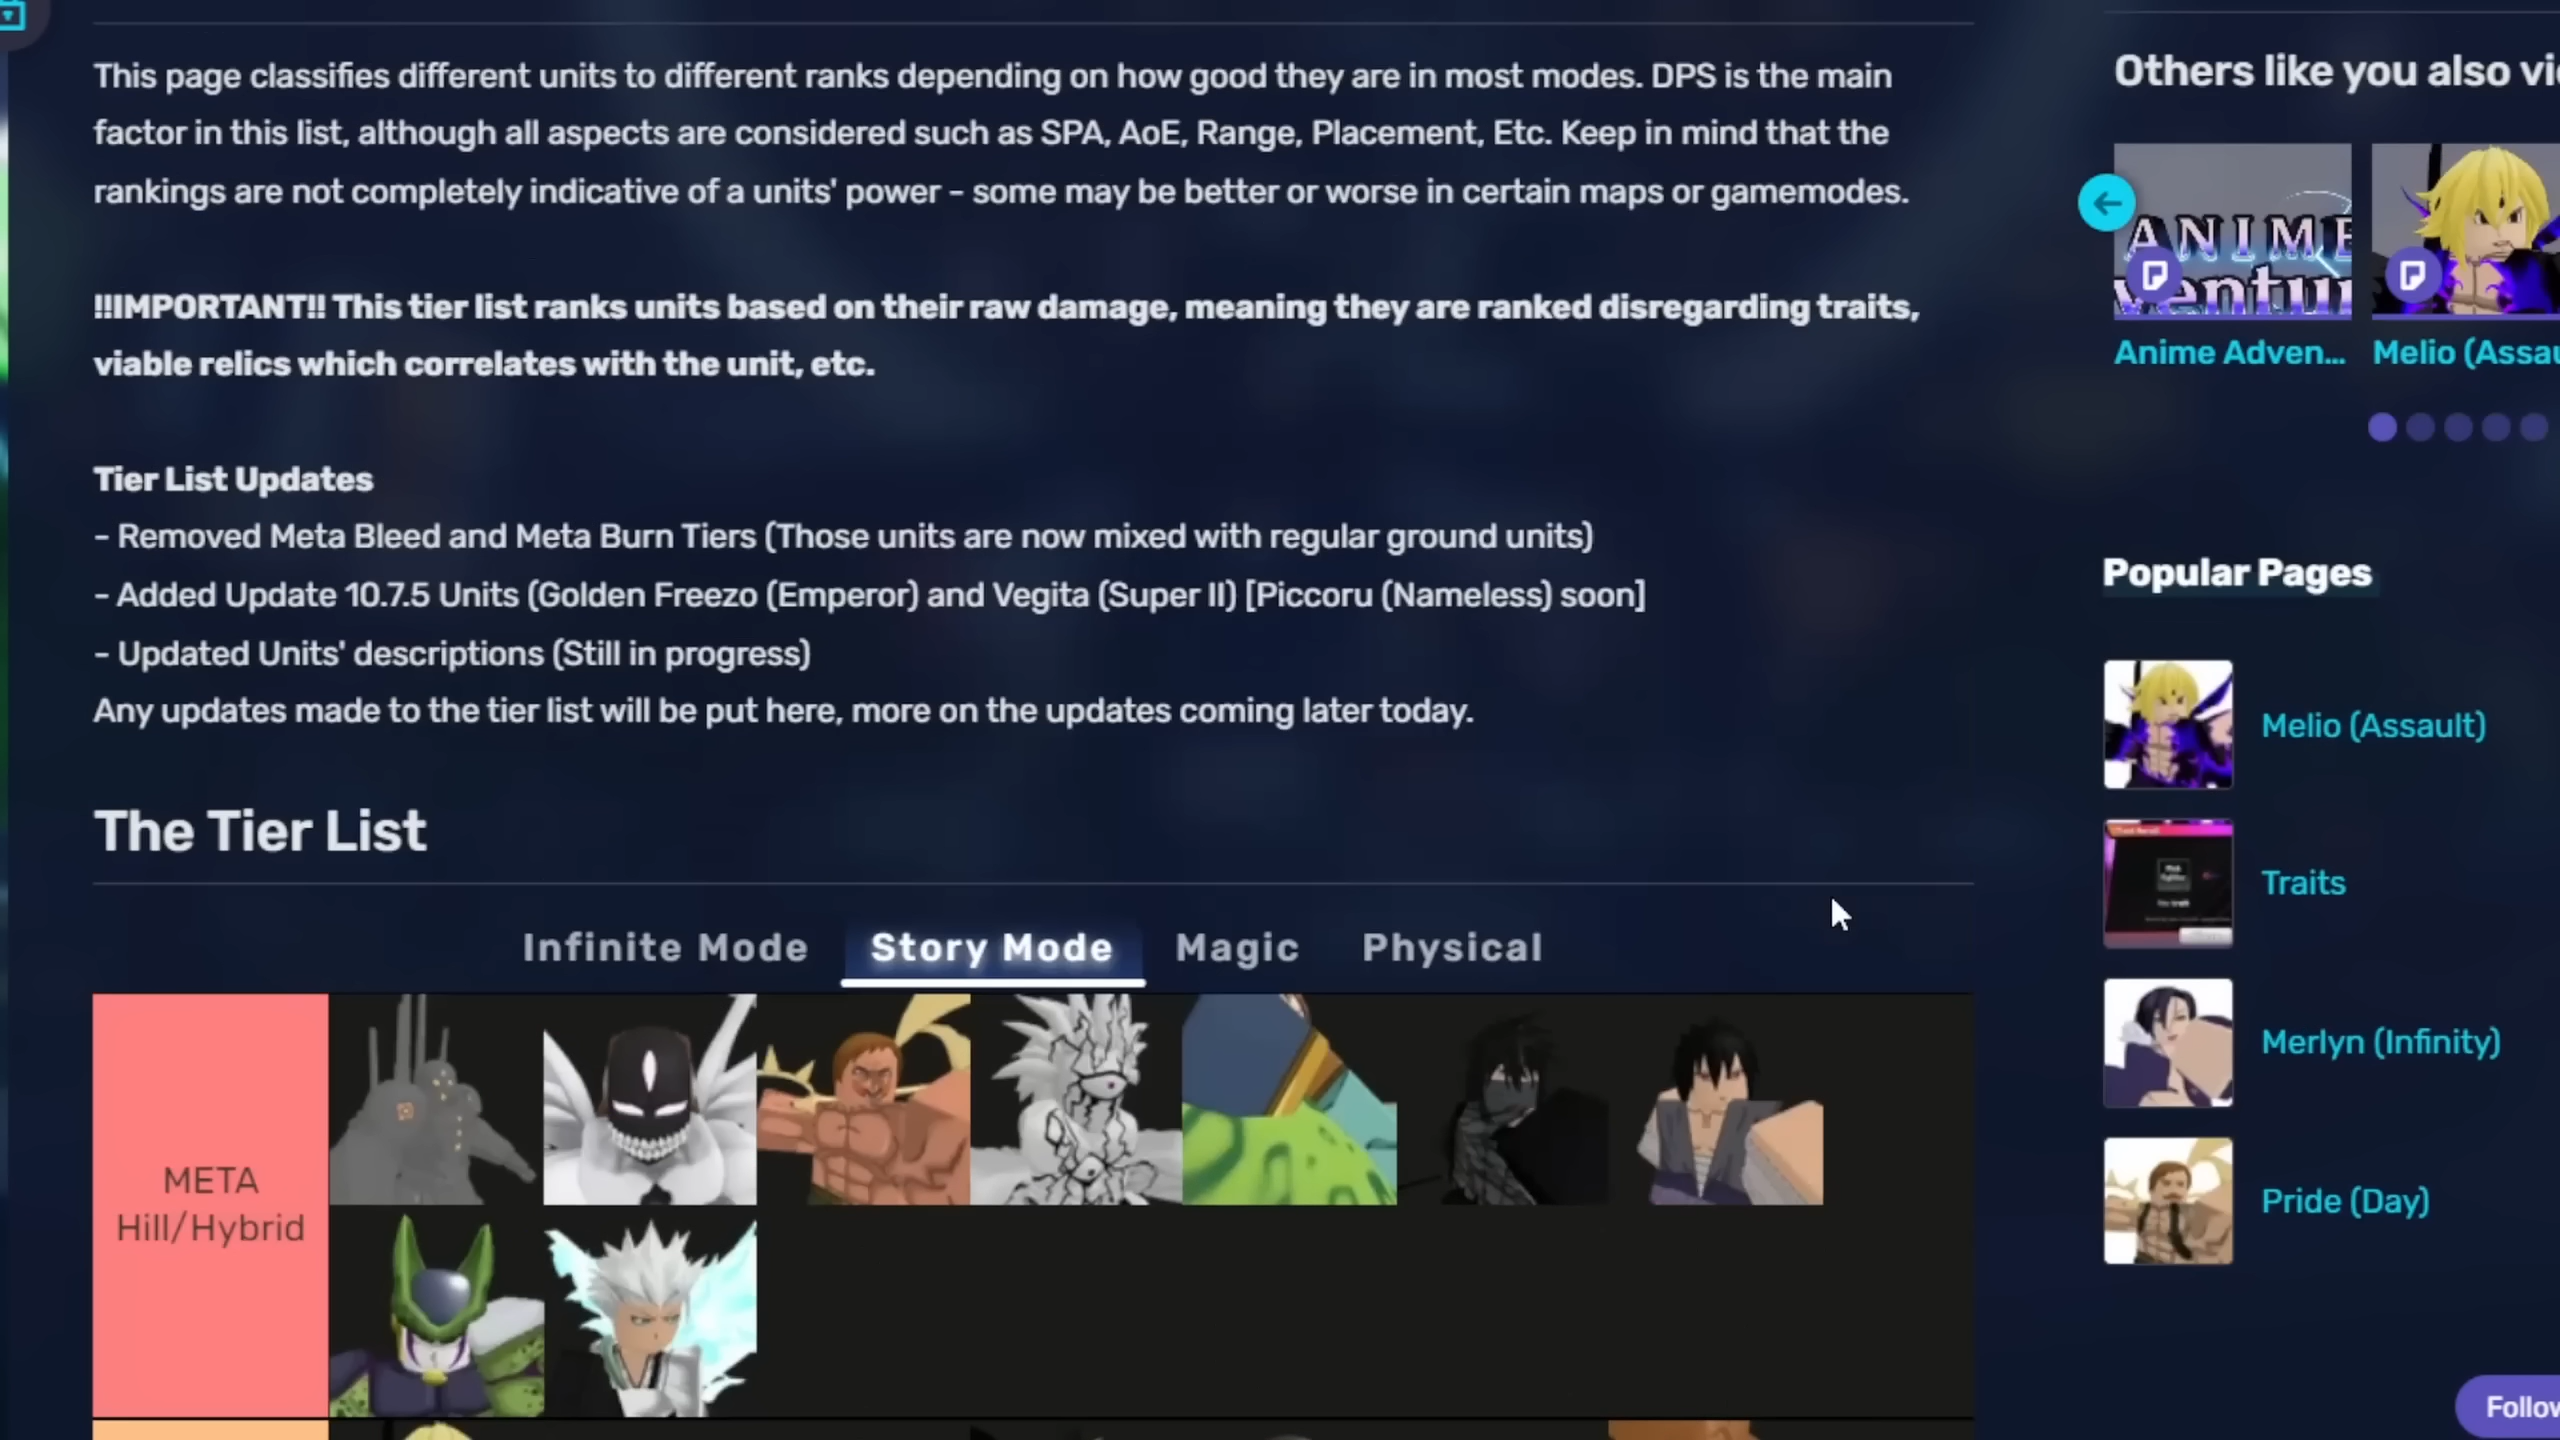 This page classifies different units to different ranks depending on how good they are in most modes. DPS is the main
factor in this list, although all aspects are considered such as SPA, AoE, Range, Placement, Etc. Keep in mind that the
rankings are not completely indicative of a units' power - some may be better or worse in certain maps or gamemodes.
!!IMPORTANT!! This tier list ranks units based on their raw damage, meaning they are ranked disregarding traits,
viable relics which correlates with the unit, etc.
Tier List Updates
- Removed Meta Bleed and Meta Burn Tiers (Those units are now mixed with regular ground units)
- Added Update 10.7.5 Units (Golden Freezo (Emperor) and Vegita (Super II) [Piccoru (Nameless) soon]
- Updated Units' descriptions (Still in progress)
Any updates made to the tier list will be put here, more on the updates coming later today.
The Tier List
Infinite Mode Story Mode Magic Physical
META
Hill/Hybrid
Others like you also vi
ANIME
Anime Adven... Melio (Assau
Popular Pages
Melio (Assault)
Traits
Merlyn (Infinity)
Pride (Day)
Follow